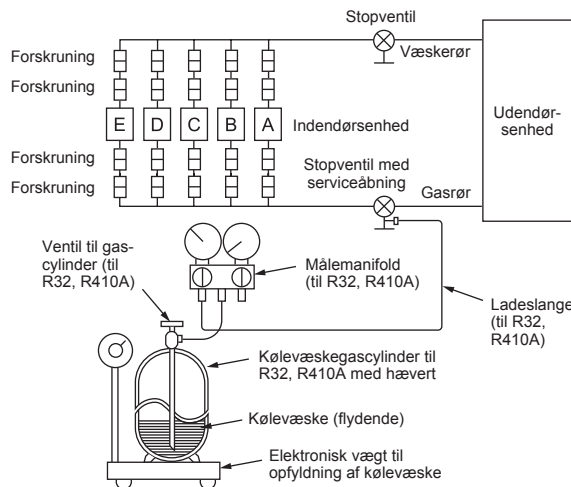 Stopventil
Forskruning
Væskerør
Forskruning
E D C B A
Indendørsenhed
Udendør-
senhed
Forskruning
Stopventil med
serviceåbning
Forskruning
Gasrør
Ventil til gas-
cylinder (til
R32, R410A)
Målemanifold
(til R32, R410A)
Ladeslange
(til R32,
R410A)
Kølevæskegascylinder til
R32, R410A med hævert
Kølevæske (flydende)
Elektronisk vægt til
opfyldning af kølevæske